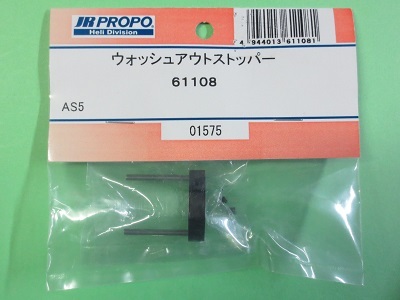 JR PROPO
Heli Division
4 944013 611081
ウォッシュアウトストッパー
61108
AS5
01575